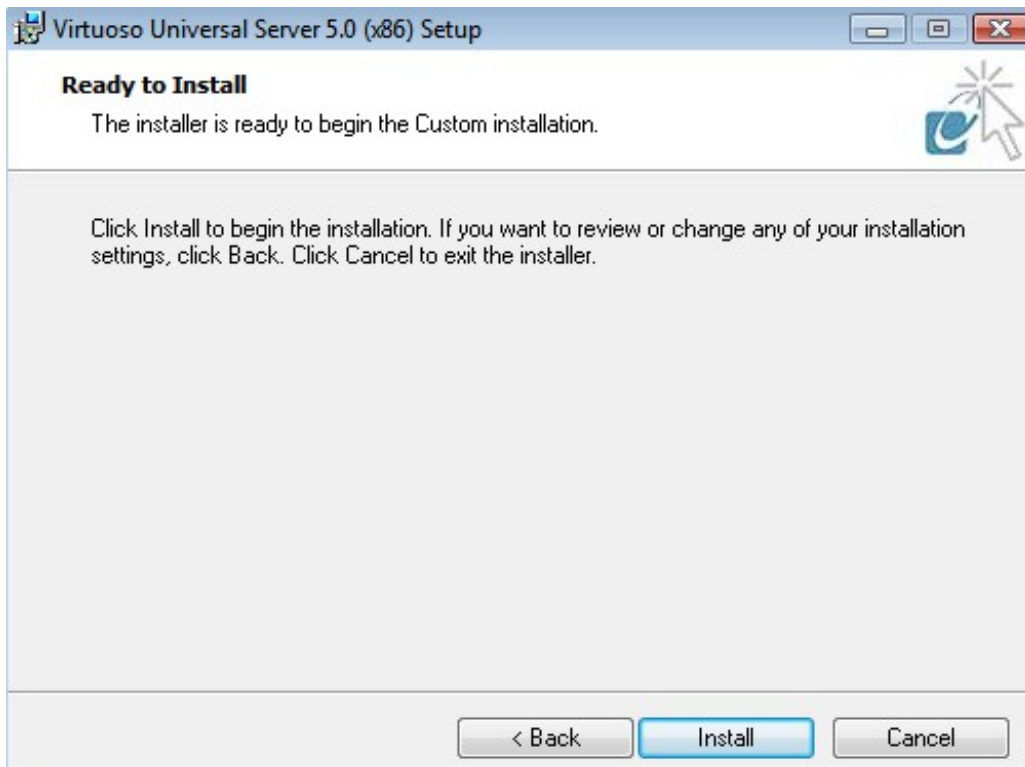 Virtuoso Universal Server 5.0 (x86) Setup
Ready to Install
The installer is ready to begin the Custom installation.
Click Install to begin the installation. If you want to review or change any of your installation
settings, click Back. Click Cancel to exit the installer.
< Back
Install
Cancel